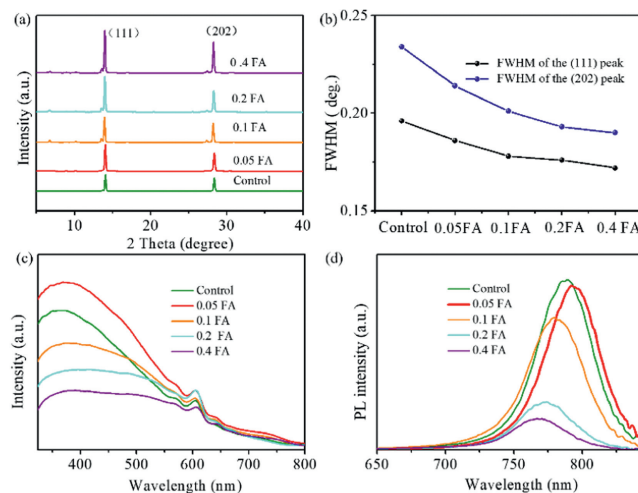 (a)
(111)
(202)
0.4 FA
0.2 FA
0.1 FA
0.05 FA
Control
Intensity (a.u.)
10
20
30
40
2 Theta (degree)
(b)
0.25
0.20
0.15
FWHM ( deg.)
FWHM of the (111) peak
FWHM of the (202) peak
Control 0.05FA 0.1FA 0.2FA 0.4 FA
(c)
Control
0.05 FA
0.1 FA
0.2 FA
0.4 FA
Intensity (a.u.)
400 500 600 700 800
Wavelength (nm)
(d)
Control
0.05 FA
0.1 FA
0.2 FA
0.4 FA
PL intensity (a.u.)
650 700 750 800
Wavelength (nm)